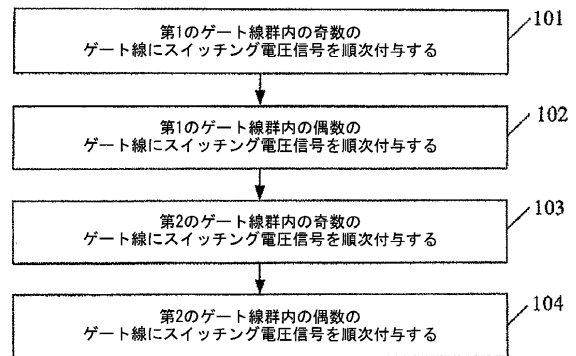 第1のゲート線群内の奇数の
ゲート線にスイッチング電圧信号を順次付与する
101
第1のゲート線群内の偶数の
ゲート線にスイッチング電圧信号を順次付与する
102
第2のゲート線群内の奇数の
ゲート線にスイッチング電圧信号を順次付与する
103
第2のゲート線群内の偶数の
ゲート線にスイッチング電圧信号を順次付与する
104